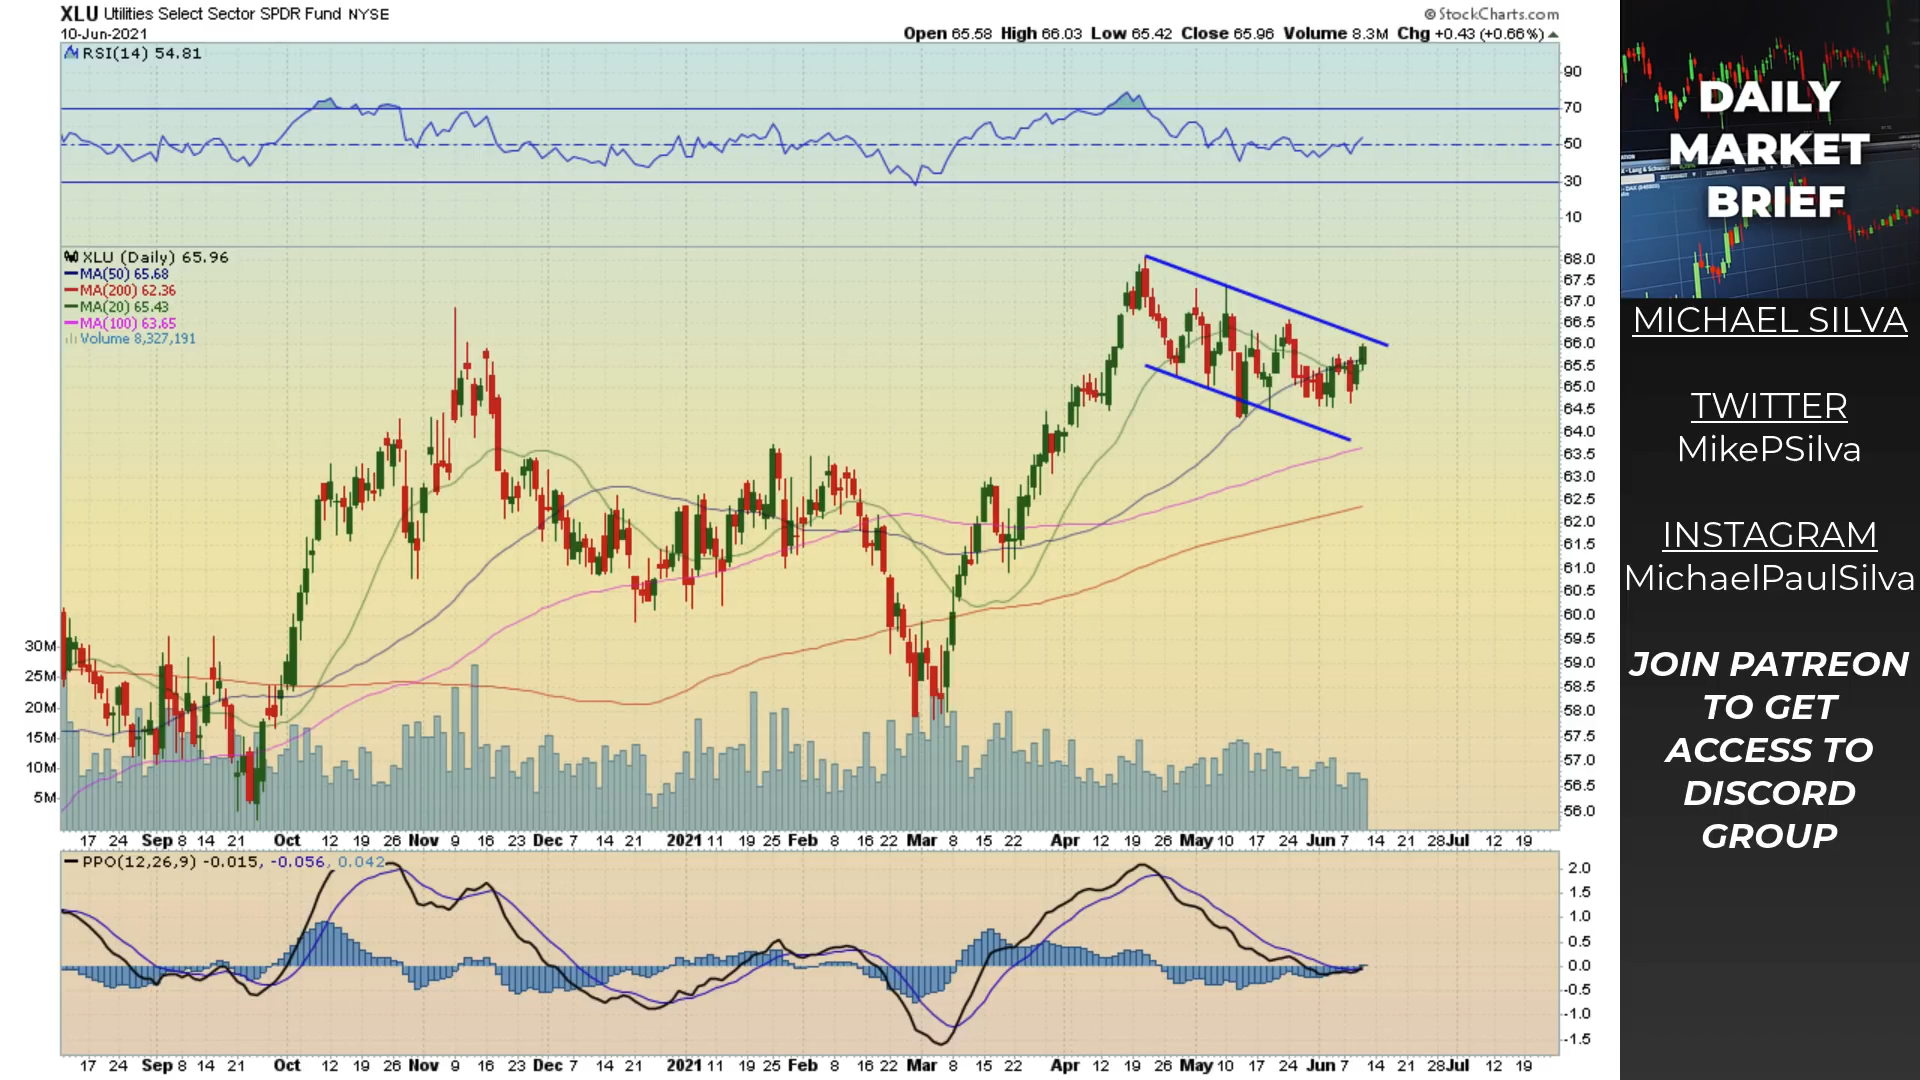 XLU Utilities Select Sector SPDR Fund NYSE
© StockCharts.com
10-Jun-2021
Open 65.58 High 66.03 Low 65.42 Close 65.96 Volume 8.3M Chg +0.43 (+0.66%)
RSI(14) 54.81
90
70
50
30
10
XLU (Daily) 65.96
MA(50) 65.68
MA(200) 62.36
MA(20) 65.43
MA(100) 63.65
Volume 8,327,191
68.0
67.5
67.0
66.5
66.0
65.5
65.0
64.5
64.0
63.5
63.0
62.5
62.0
61.5
61.0
60.5
60.0
59.5
59.0
58.5
58.0
57.5
57.0
56.5
56.0
30M
25M
20M
15M
10M
5M
17 24 Sep 8 14 21 Oct 12 19 26 Nov 9 16 23 Dec 7 14 21 2021 11 19 25 Feb 8 16 22 Mar 8 15 22 Apr 12 19 26 May 10 17 24 Jun 7 14 21 28 Jul 12 19
PPO(12,26,9) -0.015, -0.056, 0.042
2.0
1.5
1.0
0.5
0.0
-0.5
-1.0
-1.5
17 24 Sep 8 14 21 Oct 12 19 26 Nov 9 16 23 Dec 7 14 21 2021 11 19 25 Feb 8 16 22 Mar 8 15 22 Apr 12 19 26 May 10 17 24 Jun 7 14 21 28 Jul 12 19
DAILY
MARKET
BRIEF
MICHAEL SILVA
TWITTER
MikePSilva
INSTAGRAM
MichaelPaulSilva
JOIN PATREON
TO GET
ACCESS TO
DISCORD
GROUP